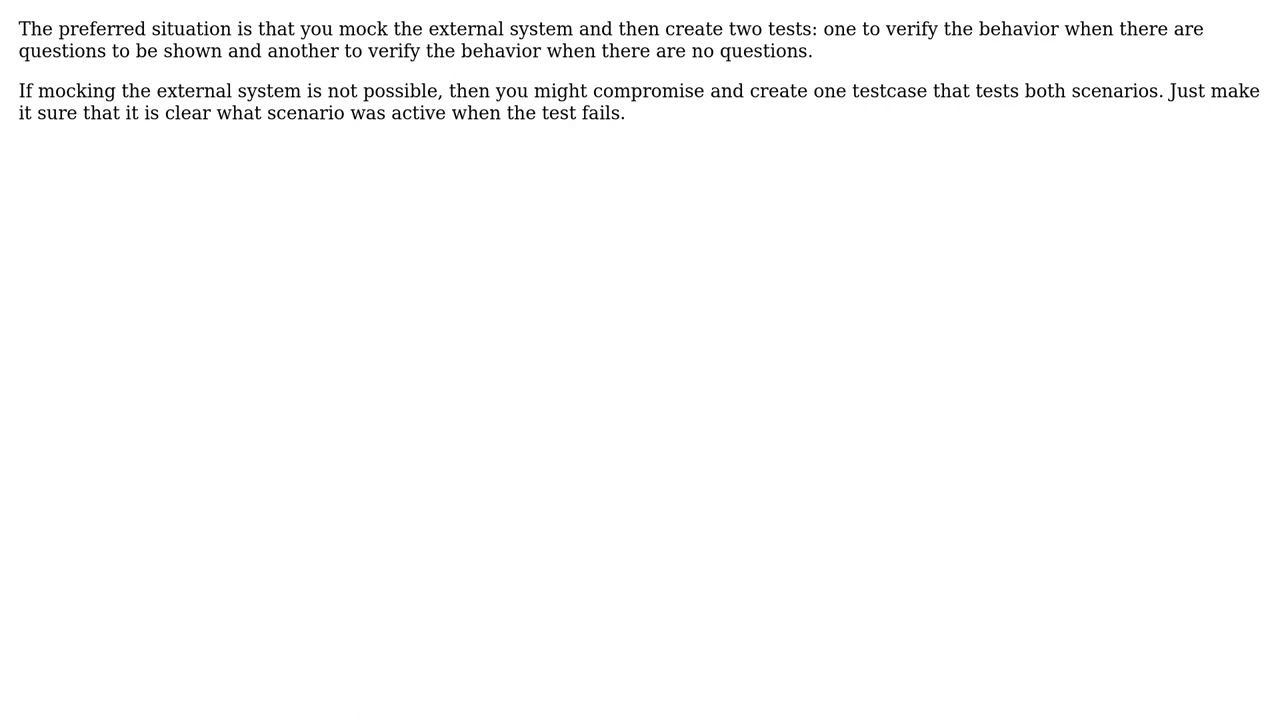 The preferred situation is that you mock the external system and then create two tests: one to verify the behavior when there are
questions to be shown and another to verify the behavior when there are no questions.
If mocking the external system is not possible, then you might compromise and create one testcase that tests both scenarios. Just make
it sure that it is clear what scenario was active when the test fails.